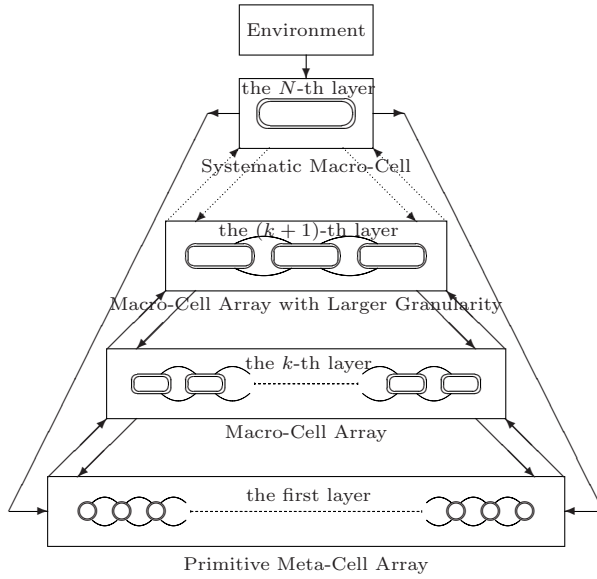 Environment
the N-th layer
Systematic Macro-Cell
the (k + 1)-th layer
Macro-Cell Array with Larger Granularity
the k-th layer
Macro-Cell Array
the first layer
Primitive Meta-Cell Array